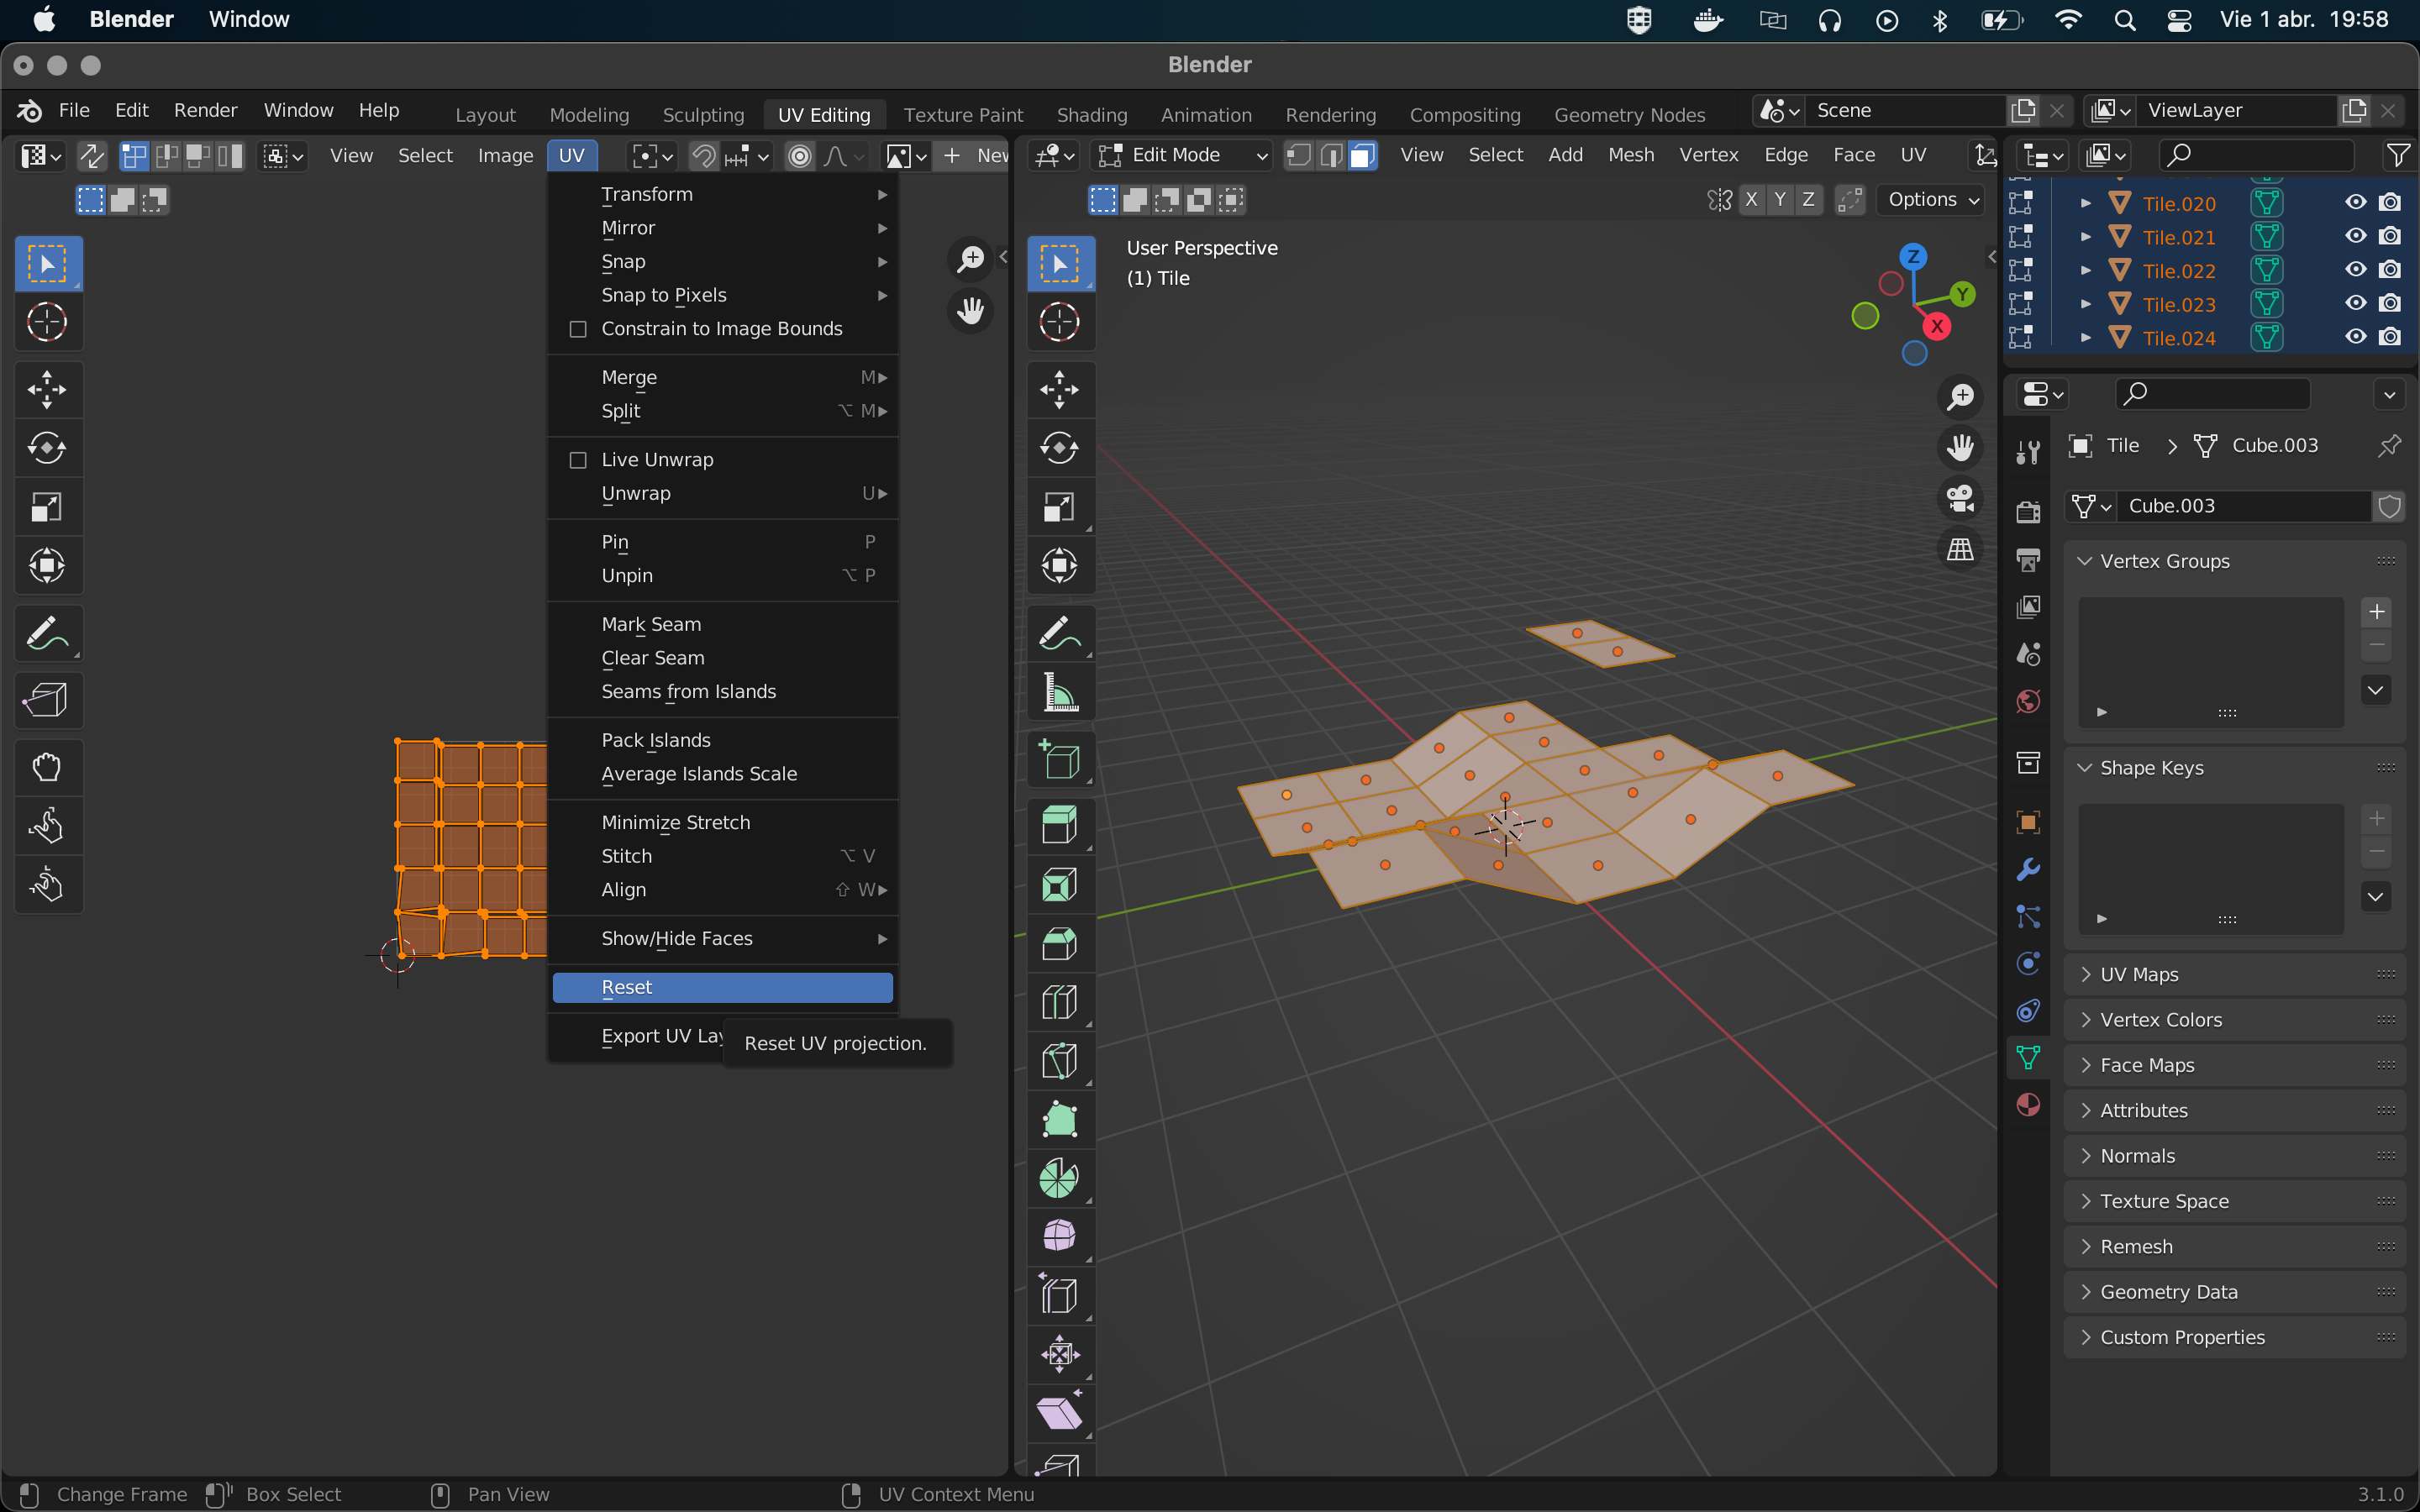 Blender Window Vie 1 abr. 19:58
Blender
File Edit Render Window Help Layout Modeling Sculpting UV Editing Texture Paint Shading Animation Rendering Compositing Geometry Nodes Scene ViewLayer
View Select Image UV New Edit Mode View Select Add Mesh Vertex Edge Face UV
X Y Z Options
Transform
Mirror
Snap
Snap to Pixels
Constrain to Image Bounds
Merge M
Split ⌥ M
Live Unwrap
Unwrap U
Pin P
Unpin ⌥ P
Mark Seam
Clear Seam
Seams from Islands
Pack Islands
Average Islands Scale
Minimize Stretch
Stitch ⌥ V
Align ⇧ W
Show/Hide Faces
Reset
Export UV Lay
Reset UV projection.
User Perspective
(1) Tile
Z
Y
X
Tile.020
Tile.021
Tile.022
Tile.023
Tile.024
Tile Cube.003
Cube.003
Vertex Groups
Shape Keys
UV Maps
Vertex Colors
Face Maps
Attributes
Normals
Texture Space
Remesh
Geometry Data
Custom Properties
Change Frame Box Select Pan View UV Context Menu 3.1.0